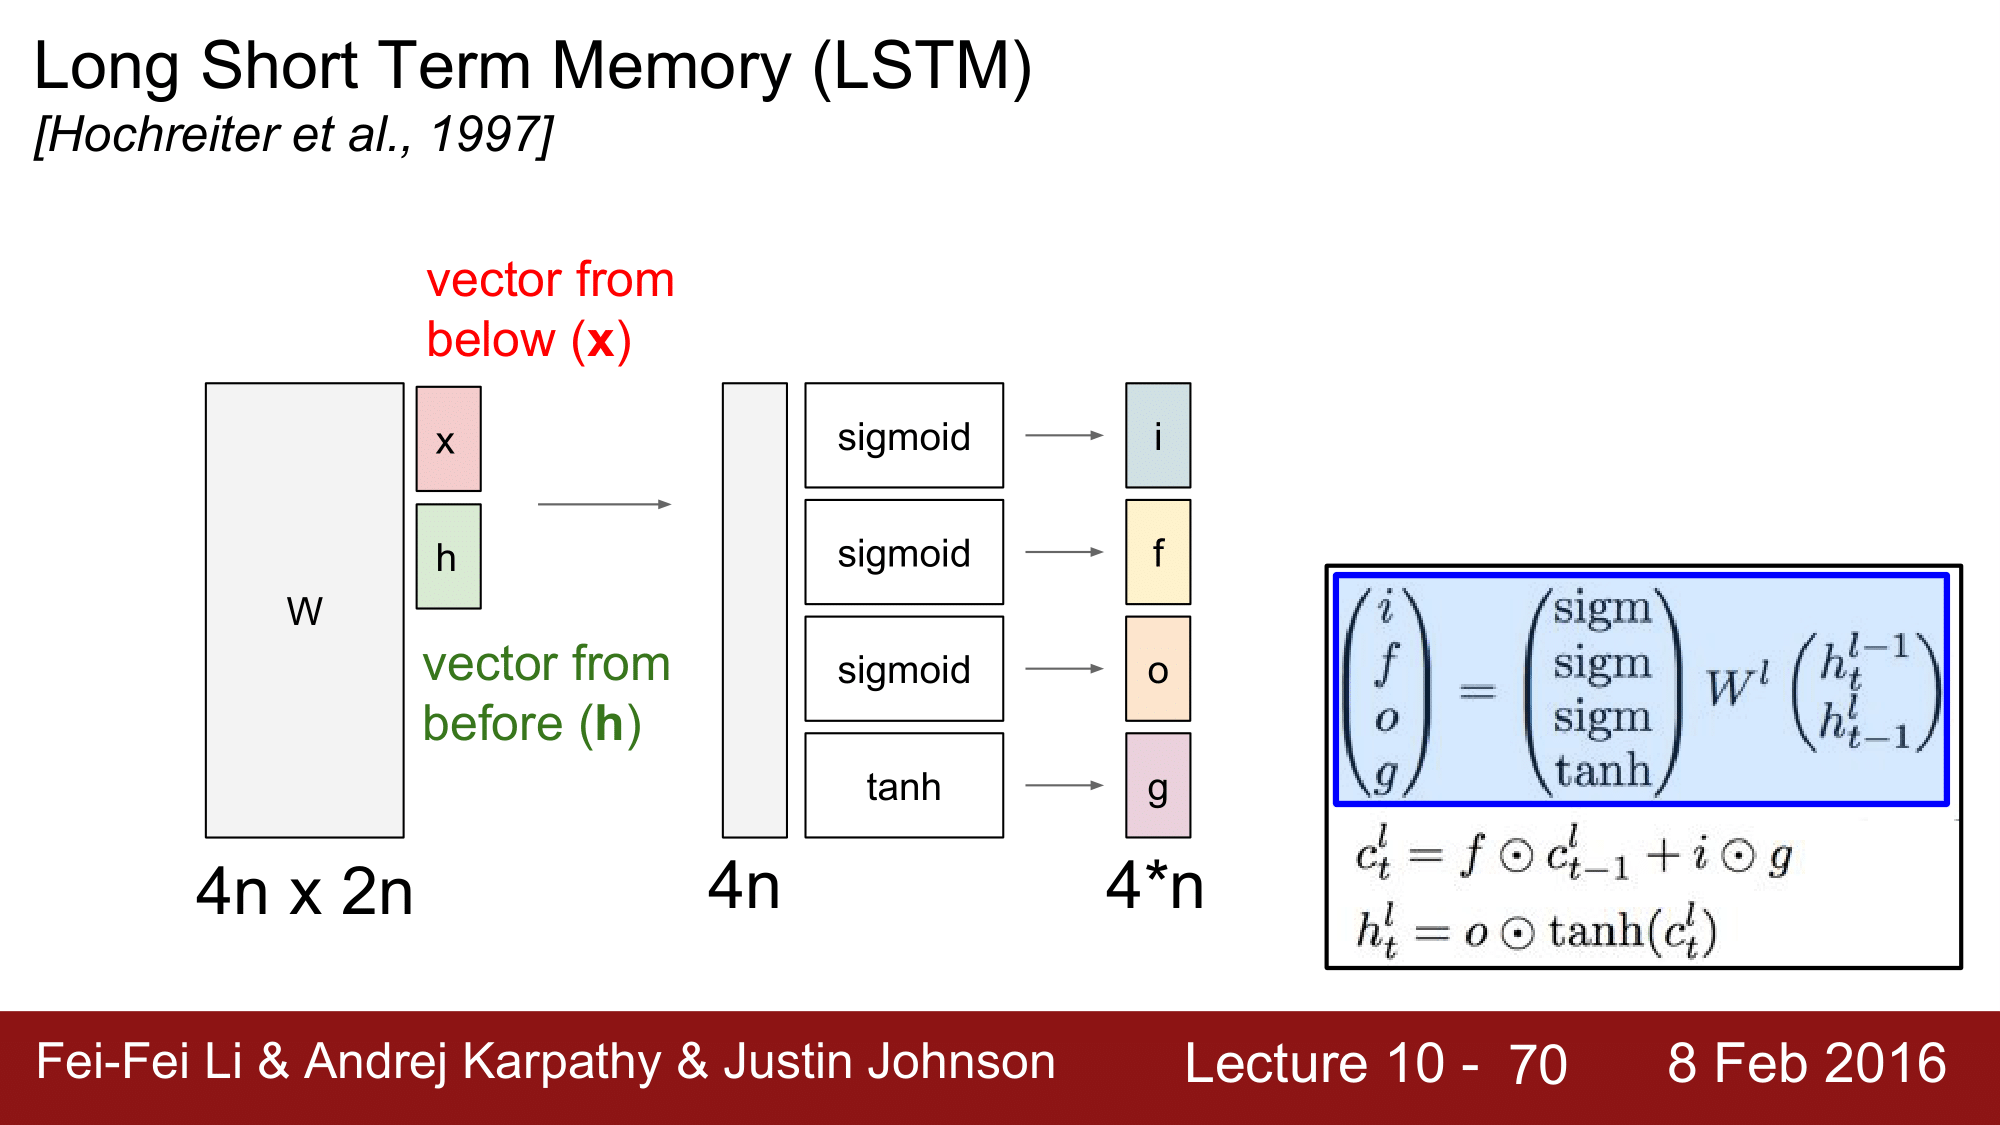 Long Short Term Memory (LSTM)
[Hochreiter et al., 1997]
vector from
below (x)
x
h
W
vector from
before (h)
4n x 2n
sigmoid
sigmoid
sigmoid
tanh
4n
i
f
o
g
4*n
\begin{pmatrix} i \\ f \\ o \\ g \end{pmatrix} = \begin{pmatrix} \text{sigm} \\ \text{sigm} \\ \text{sigm} \\ \tanh \end{pmatrix} W^l \begin{pmatrix} h_t^{l-1} \\ h_{t-1}^l \end{pmatrix}
c_t^l = f \odot c_{t-1}^l + i \odot g
h_t^l = o \odot \tanh(c_t^l)
Fei-Fei Li & Andrej Karpathy & Justin Johnson
Lecture 10 - 70
8 Feb 2016